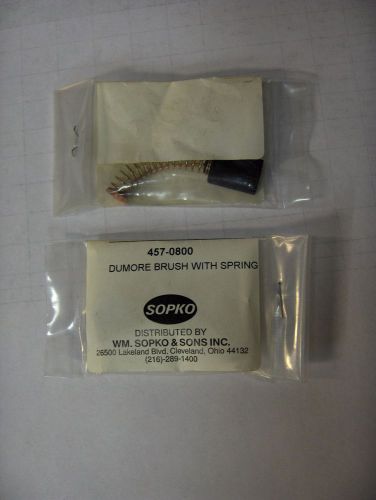 457-0800
DUMORE BRUSH WITH SPRING
SOPKO
DISTRIBUTED BY
WM. SOPKO & SONS INC.
26500 Lakeland Blvd, Cleveland, Ohio 44132
(216)-289-1400